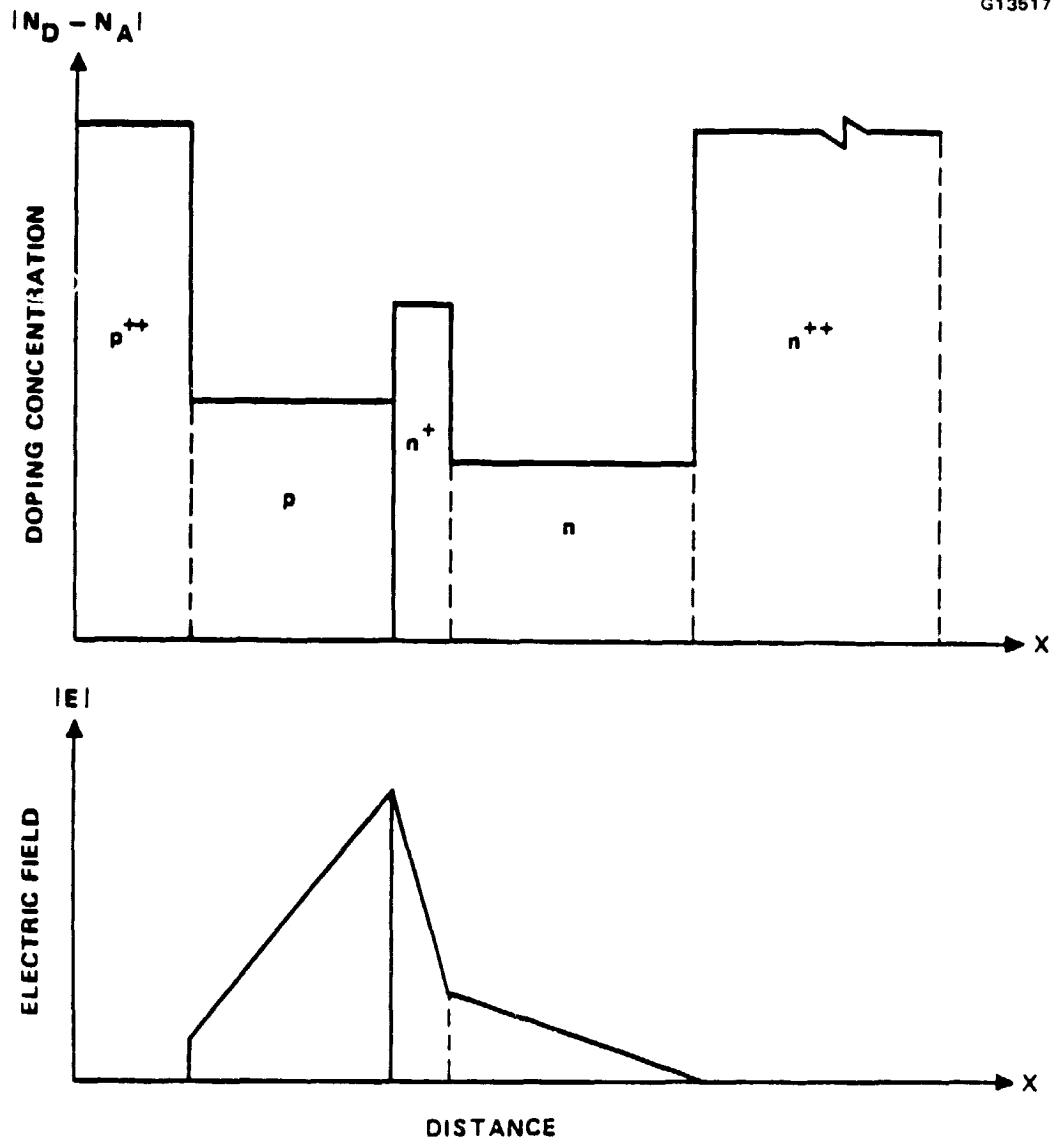 G13517
|N_D - N_A|
DOPING CONCENTRATION
p++
p
n+
n
n++
X
|E|
ELECTRIC FIELD
X
DISTANCE